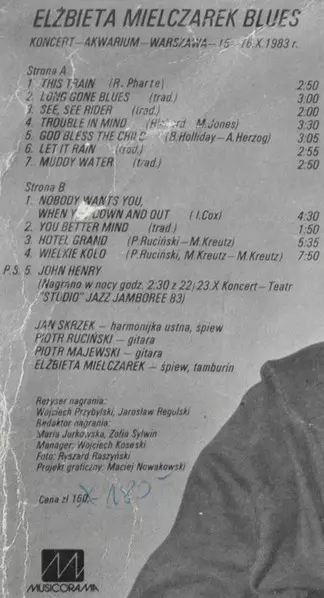 ELŻBIETA MIELCZAREK BLUES
KONCERT–AKWARIUM–WARSZAWA–15–16.X.1983 r.
Strona A
1. THIS TRAIN (R. Pharte) 2:50
2. LONG GONE BLUES (trad.) 3:00
3. SEE, SEE RIDER (trad.) 2:00
4. TROUBLE IN MIND M. Jones) 3:30
5. GOD BLESS THE CHILD (B. Holliday–A. Herzog) 3:05
6. LET IT RAIN (trad.) 2:55
7. MUDDY WATER (trad.) 2:50
Strona B
1. NOBODY WANTS YOU,
WHEN YOU DOWN AND OUT (I. Cox) 4:30
2. YOU BETTER MIND (trad.) 1:50
3. HOTEL GRAND (P. Ruciński–M. Kreutz) 5:35
4. WIELKIE KOŁO (P. Ruciński, M Kreutz–M. Kreutz) 7:50
P.S. 5. JOHN HENRY
(Nagrano w nocy godz. 2:30 z 22/23.X Koncert–Teatr
"STUDIO" JAZZ JAMBOREE 83)
JAN SKRZEK – harmonijka ustna, śpiew
PIOTR RUCIŃSKI – gitara
PIOTR MAJEWSKI – gitara
ELŻBIETA MIELCZAREK – śpiew, tamburin
Reżyser nagrania:
Wojciech Przybylski, Jarosław Regulski
Redaktor nagrania:
Maria Jurkowska, Zofia Sylwin
Manager: Wojciech
Foto: Ryszard Raszyński
Projekt graficzny: Maciej Nowakowski
Cena zł 150. 180-
MUSICORAMA